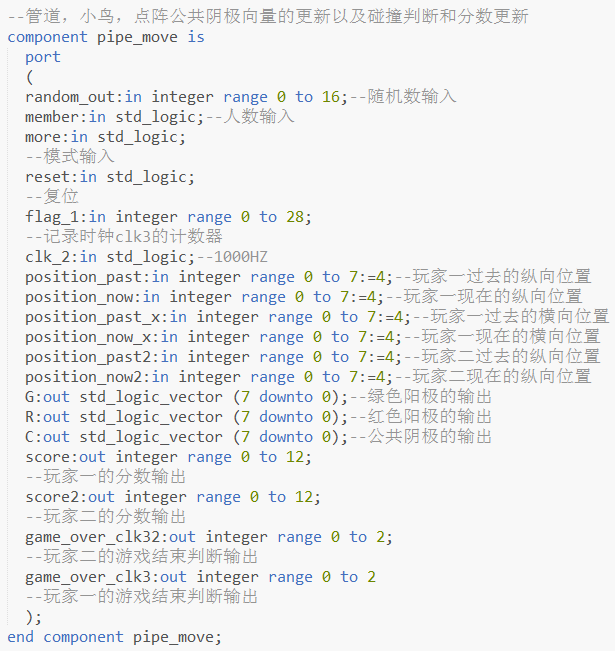 --管道，小鸟，点阵公共阴极向量的更新以及碰撞判断和分数更新
component pipe_move is
port
(
random_out:in integer range 0 to 16;--随机数输入
member:in std_logic;--人数输入
more:in std_logic;
--模式输入
reset:in std_logic;
--复位
flag_1:in integer range 0 to 28;
--记录时钟clk3的计数器
clk_2:in std_logic;--1000HZ
position_past:in integer range 0 to 7:=4;--玩家一过去的纵向位置
position_now:in integer range 0 to 7:=4;--玩家一现在的纵向位置
position_past_x:in integer range 0 to 7:=4;--玩家一过去的横向位置
position_now_x:in integer range 0 to 7:=4;--玩家一现在的横向位置
position_past2:in integer range 0 to 7:=4;--玩家二过去的纵向位置
position_now2:in integer range 0 to 7:=4;--玩家二现在的纵向位置
G:out std_logic_vector (7 downto 0);--绿色阳极的输出
R:out std_logic_vector (7 downto 0);--红色阳极的输出
C:out std_logic_vector (7 downto 0);--公共阴极的输出
score:out integer range 0 to 12;
--玩家一的分数输出
score2:out integer range 0 to 12;
--玩家二的分数输出
game_over_clk32:out integer range 0 to 2;
--玩家二的游戏结束判断输出
game_over_clk3:out integer range 0 to 2
--玩家一的游戏结束判断输出
);
end component pipe_move;